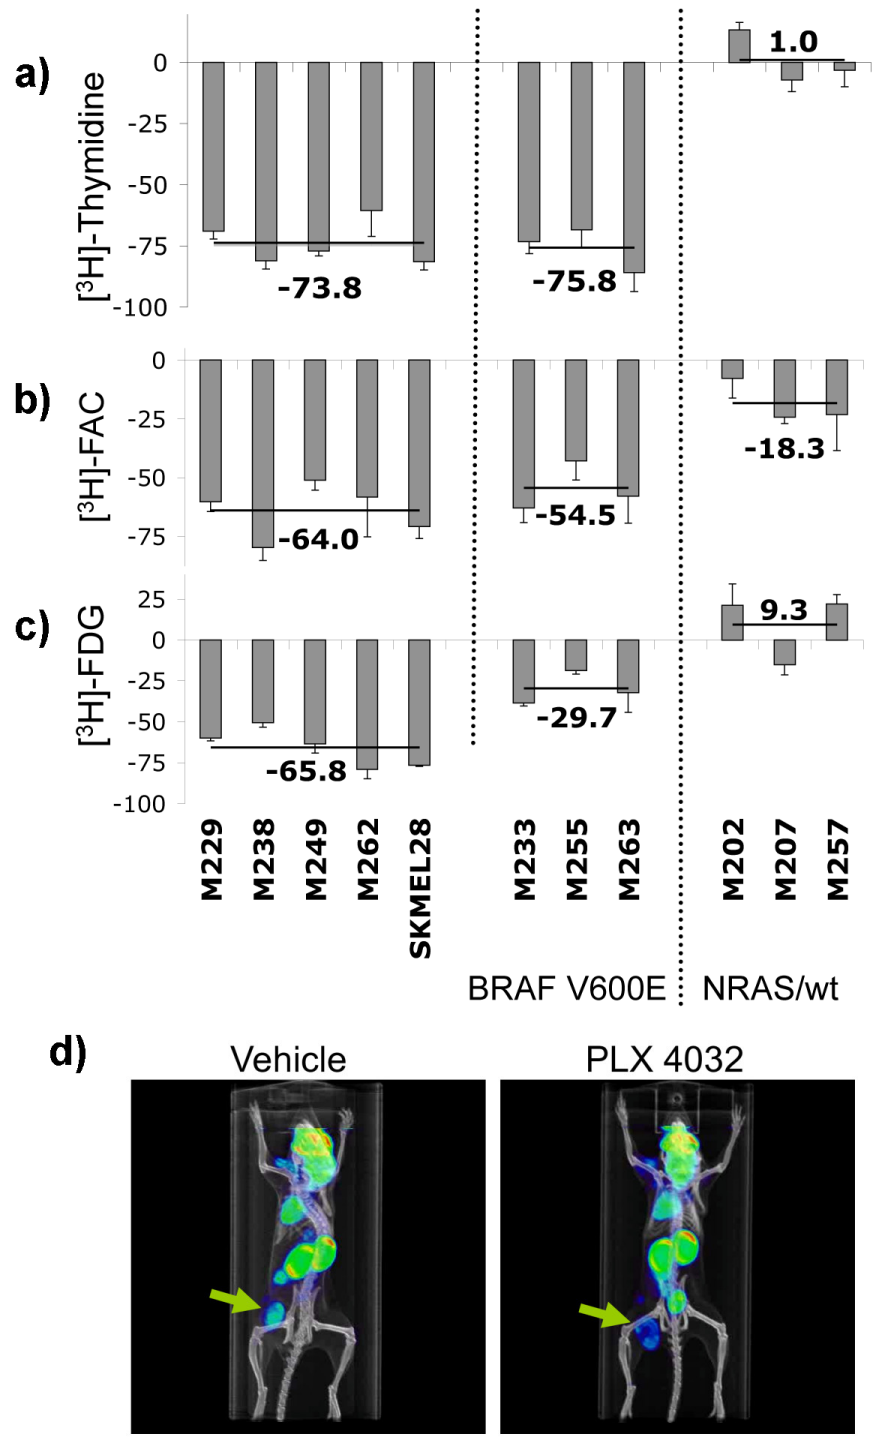 a)
[³H]-Thymidine
0
-25
-50
-75
-100
-73.8
-75.8
1.0
b)
[³H]-FAC
0
-25
-50
-75
-64.0
-54.5
-18.3
c)
[³H]-FDG
25
0
-25
-50
-75
-100
-65.8
-29.7
9.3
M229
M238
M249
M262
SKMEL28
M233
M255
M263
M202
M207
M257
BRAF V600E
NRAS/wt
d)
Vehicle
PLX 4032